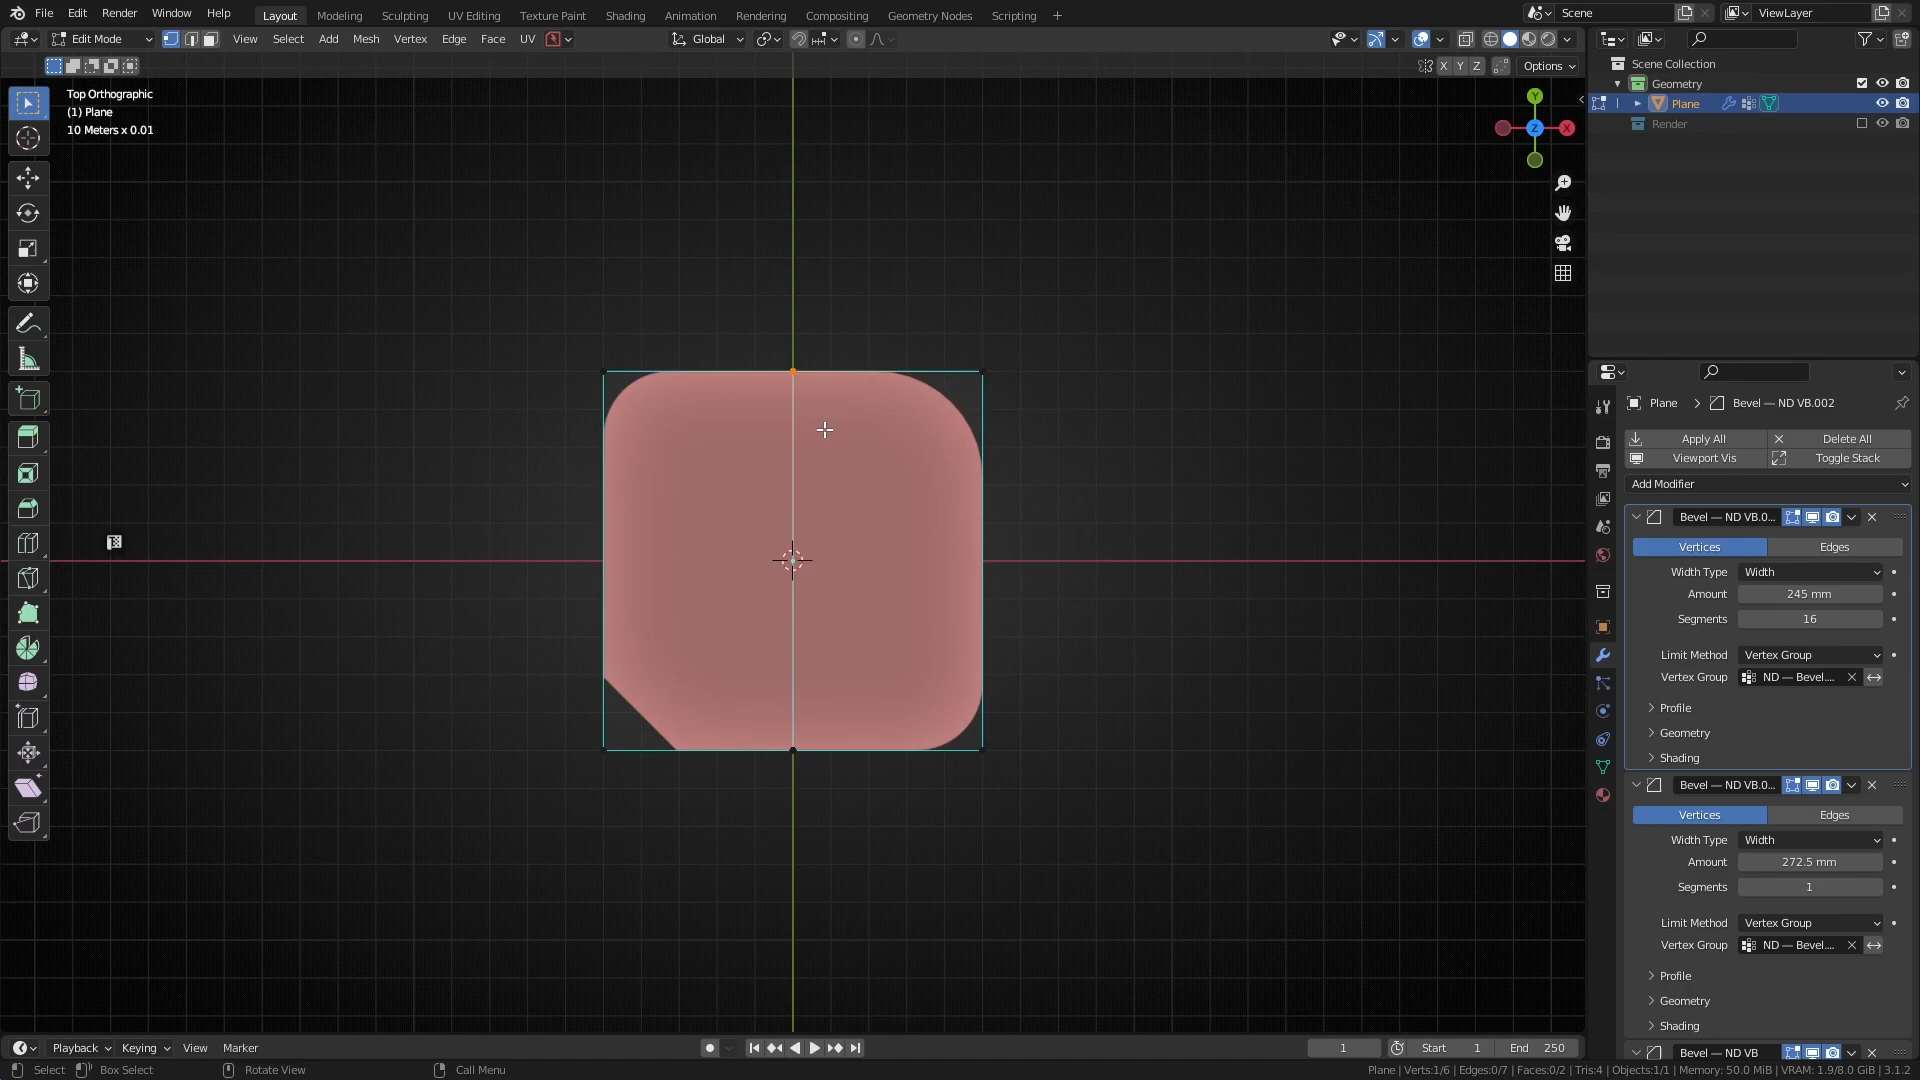 File Edit Render Window Help Layout Modeling Sculpting UV Editing Texture Paint Shading Animation Rendering Compositing Geometry Nodes Scripting + Scene ViewLayer
Edit Mode View Select Add Mesh Vertex Edge Face UV Global
X Y Z Options
Top Orthographic
(1) Plane
10 Meters x 0.01
Y
Z X
Scene Collection
Geometry
Plane
Render
Plane > Bevel — ND VB.002
Apply All Delete All
Viewport Vis Toggle Stack
Add Modifier
Bevel — ND VB.0...
Vertices Edges
Width Type Width
Amount 245 mm
Segments 16
Limit Method Vertex Group
Vertex Group ND — Bevel....
Profile
Geometry
Shading
Bevel — ND VB.0...
Vertices Edges
Width Type Width
Amount 272.5 mm
Segments 1
Limit Method Vertex Group
Vertex Group ND — Bevel....
Profile
Geometry
Shading
Bevel — ND VB
Playback Keying View Marker 1 Start 1 End 250
Select Box Select Rotate View Call Menu Plane | Verts:1/6 | Edges:0/7 | Faces:0/2 | Tris:4 | Objects:1/1 | Memory: 50.0 MiB | VRAM: 1.9/8.0 GiB | 3.1.2